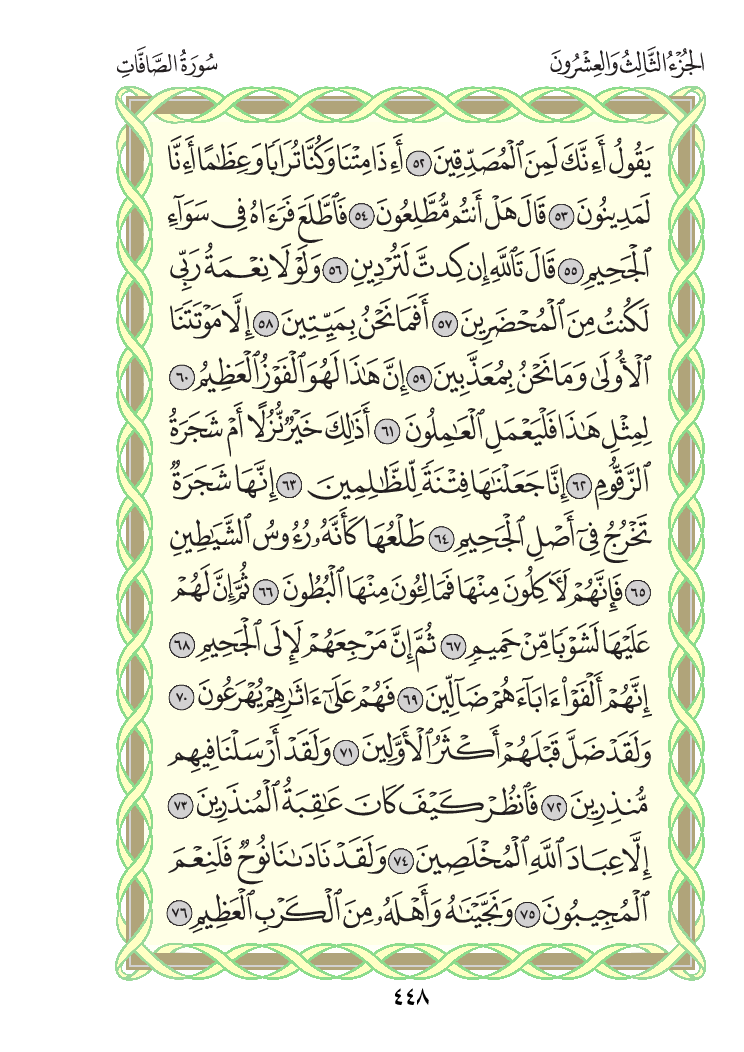 الجُزْءُ الثَّالِثُ وَالعِشْرُونَ
سُورَةُ الصَّافَّاتِ
يَقُولُ أَءِنَّكَ لَمِنَ ٱلْمُصَدِّقِينَ ٥٢ أَءِذَا مِتْنَا وَكُنَّا تُرَابًا وَعِظَٰمًا أَءِنَّا
لَمَدِينُونَ ٥٣ قَالَ هَلْ أَنتُم مُّطَّلِعُونَ ٥٤ فَٱطَّلَعَ فَرَءَاهُ فِى سَوَآءِ
ٱلْجَحِيمِ ٥٥ قَالَ تَٱللَّهِ إِن كِدتَّ لَتُرْدِينِ ٥٦ وَلَوْلَا نِعْمَةُ رَبِّى
لَكُنتُ مِنَ ٱلْمُحْضَرِينَ ٥٧ أَفَمَا نَحْنُ بِمَيِّتِينَ ٥٨ إِلَّا مَوْتَتَنَا
ٱلْأُولَىٰ وَمَا نَحْنُ بِمُعَذَّبِينَ ٥٩ إِنَّ هَٰذَا لَهُوَ ٱلْفَوْزُ ٱلْعَظِيمُ ٦٠
لِمِثْلِ هَٰذَا فَلْيَعْمَلِ ٱلْعَٰمِلُونَ ٦١ أَذَٰلِكَ خَيْرٌ نُّزُلًا أَمْ شَجَرَةُ
ٱلزَّقُّومِ ٦٢ إِنَّا جَعَلْنَٰهَا فِتْنَةً لِّلظَّٰلِمِينَ ٦٣ إِنَّهَا شَجَرَةٌ
تَخْرُجُ فِىٓ أَصْلِ ٱلْجَحِيمِ ٦٤ طَلْعُهَا كَأَنَّهُۥ رُءُوسُ ٱلشَّيَٰطِينِ
٦٥ فَإِنَّهُمْ لَءَاكِلُونَ مِنْهَا فَمَالِـُٔونَ مِنْهَا ٱلْبُطُونَ ٦٦ ثُمَّ إِنَّ لَهُمْ
عَلَيْهَا لَشَوْبًا مِّنْ حَمِيمٍ ٦٧ ثُمَّ إِنَّ مَرْجِعَهُمْ لَإِلَى ٱلْجَحِيمِ ٦٨
إِنَّهُمْ أَلْفَوْا۟ ءَابَآءَهُمْ ضَآلِّينَ ٦٩ فَهُمْ عَلَىٰٓ ءَاثَٰرِهِمْ يُهْرَعُونَ ٧٠
وَلَقَدْ ضَلَّ قَبْلَهُمْ أَكْثَرُ ٱلْأَوَّلِينَ ٧١ وَلَقَدْ أَرْسَلْنَا فِيهِم
مُّنذِرِينَ ٧٢ فَٱنظُرْ كَيْفَ كَانَ عَٰقِبَةُ ٱلْمُنذَرِينَ ٧٣
إِلَّا عِبَادَ ٱللَّهِ ٱلْمُخْلَصِينَ ٧٤ وَلَقَدْ نَادَىٰنَا نُوحٌ فَلَنِعْمَ
ٱلْمُجِيبُونَ ٧٥ وَنَجَّيْنَٰهُ وَأَهْلَهُۥ مِنَ ٱلْكَرْبِ ٱلْعَظِيمِ ٧٦
٤٤٨